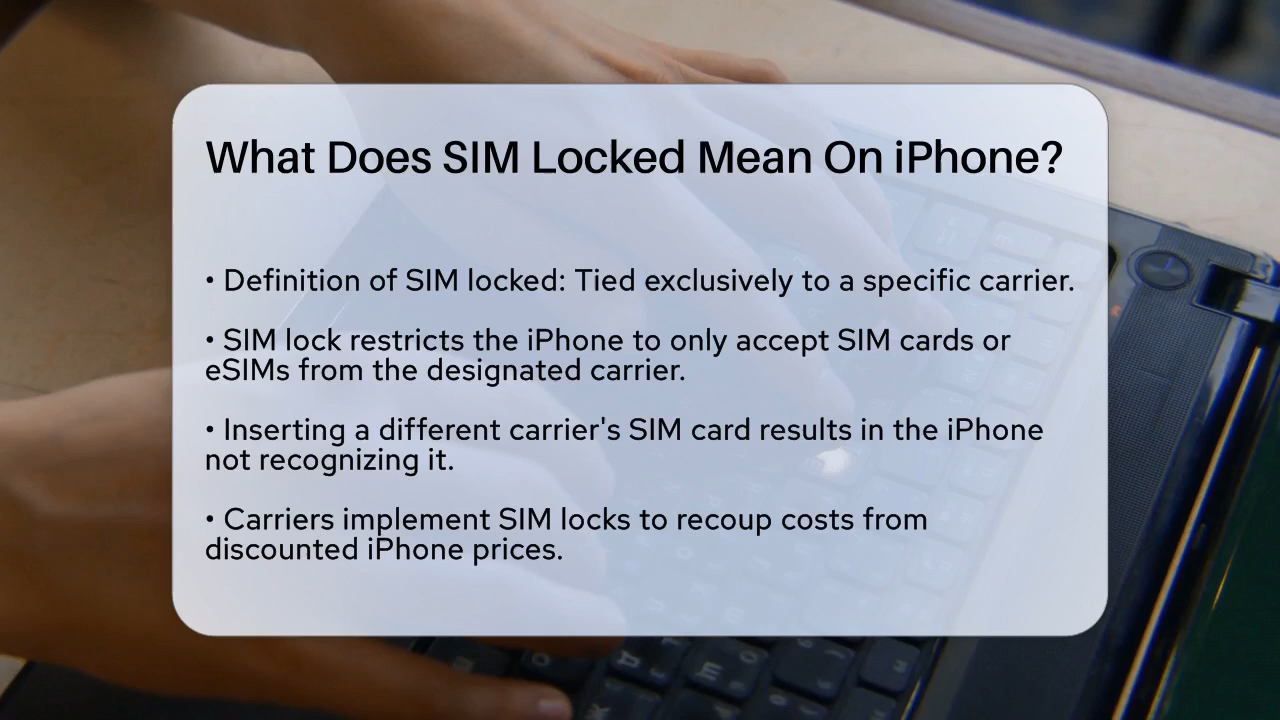 What Does SIM Locked Mean On iPhone?
• Definition of SIM locked: Tied exclusively to a specific carrier.
• SIM lock restricts the iPhone to only accept SIM cards or
eSIMs from the designated carrier.
• Inserting a different carrier's SIM card results in the iPhone
not recognizing it.
• Carriers implement SIM locks to recoup costs from
discounted iPhone prices.